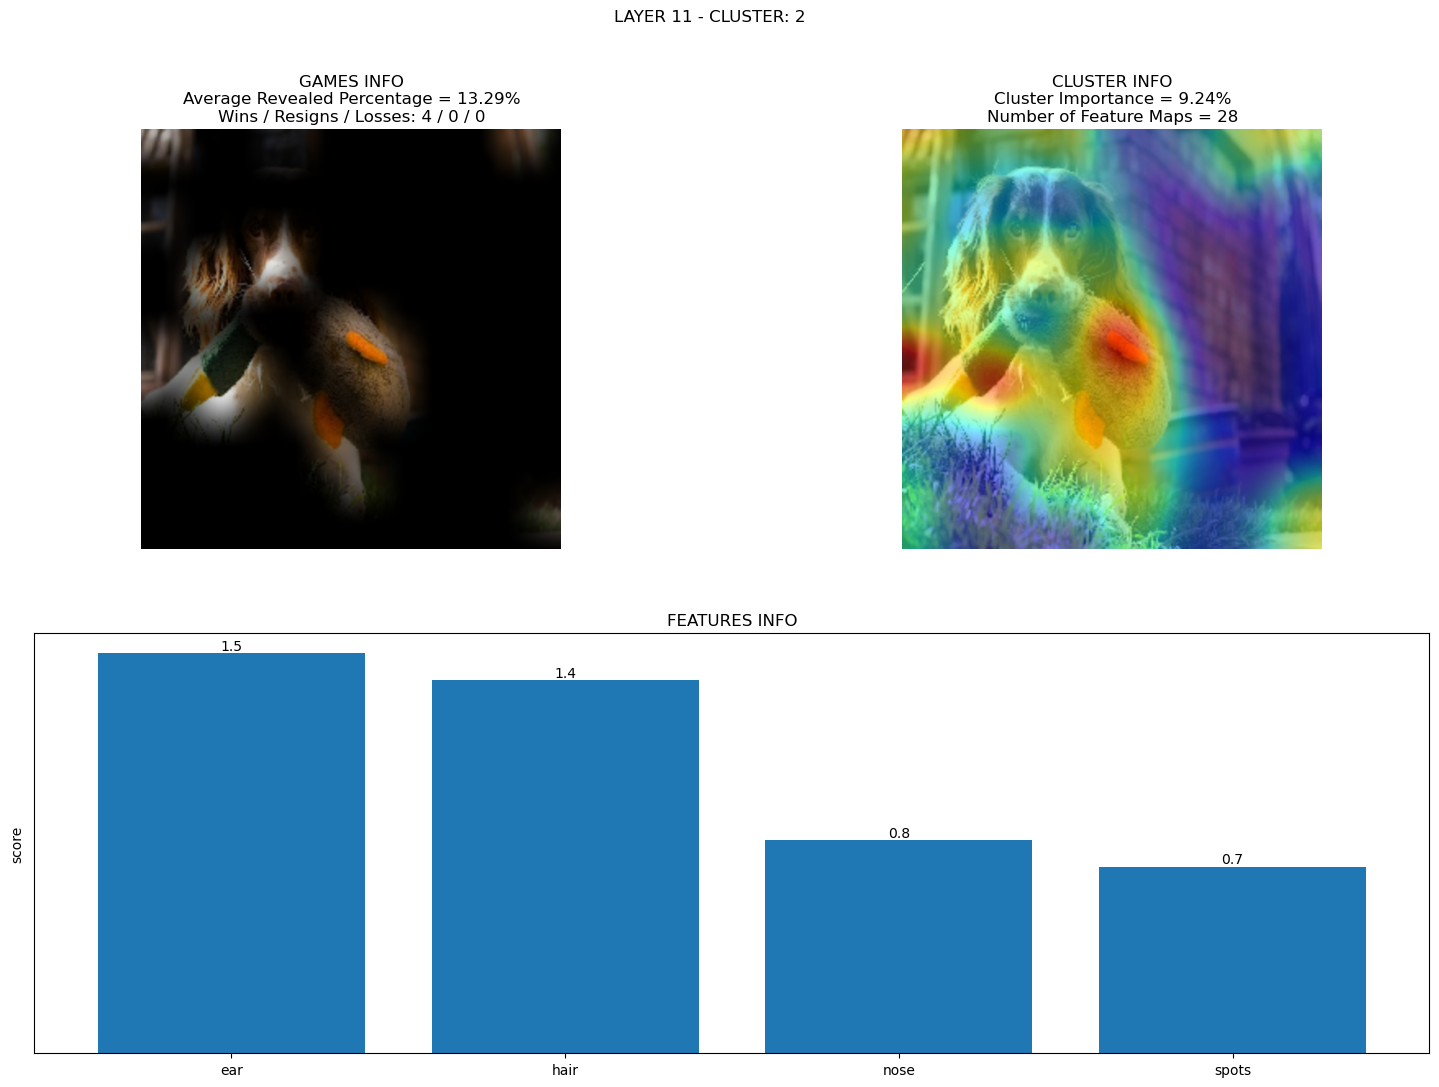 LAYER 11 - CLUSTER: 2
GAMES INFO
Average Revealed Percentage = 13.29%
Wins / Resigns / Losses: 4 / 0 / 0
CLUSTER INFO
Cluster Importance = 9.24%
Number of Feature Maps = 28
FEATURES INFO
score
1.5
1.4
0.8
0.7
ear
hair
nose
spots